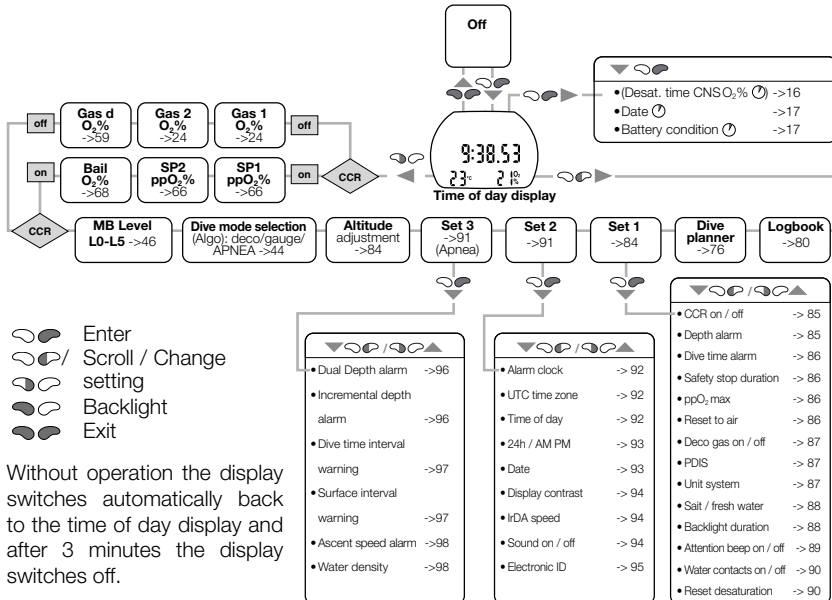 Off
•(Desat. time CNSO₂%) ->16
•Date ->17
•Battery condition ->17
off
Gas d
O₂%
->59
Gas 2
O₂%
->24
Gas 1
O₂%
->24
off
9:38.53
23°c 21 O₂%
Time of day display
on
Bail
O₂%
->68
SP2
ppO₂%
->66
SP1
ppO₂%
->66
on
CCR
CCR
MB Level
L0-L5 ->46
Dive mode selection
(Algo): deco/gauge/
APNEA ->44
Altitude
adjustment
->84
Set 3
->91
(Apnea)
Set 2
->91
Set 1
->84
Dive
planner
->76
Logbook
->80
Enter
/ Scroll / Change
setting
Backlight
Exit
Without operation the display
switches automatically back
to the time of day display and
after 3 minutes the display
switches off.
/
•Dual Depth alarm ->96
•Incremental depth
alarm ->96
•Dive time interval
warning ->97
•Surface interval
warning ->97
•Ascent speed alarm ->98
•Water density ->98
/
•Alarm clock -> 92
•UTC time zone -> 92
•Time of day -> 92
•24h / AM PM -> 93
•Date -> 93
•Display contrast -> 94
•IrDA speed -> 94
•Sound on / off -> 94
•Electronic ID -> 95
/
•CCR on / off -> 85
•Depth alarm -> 85
•Dive time alarm -> 86
•Safety stop duration -> 86
•ppO₂ max -> 86
•Reset to air -> 86
•Deco gas on / off -> 87
•PDIS -> 87
•Unit system -> 87
•Sait / fresh water -> 88
•Backlight duration -> 88
•Attention beep on / off -> 89
•Water contacts on / off -> 90
•Reset desaturation -> 90